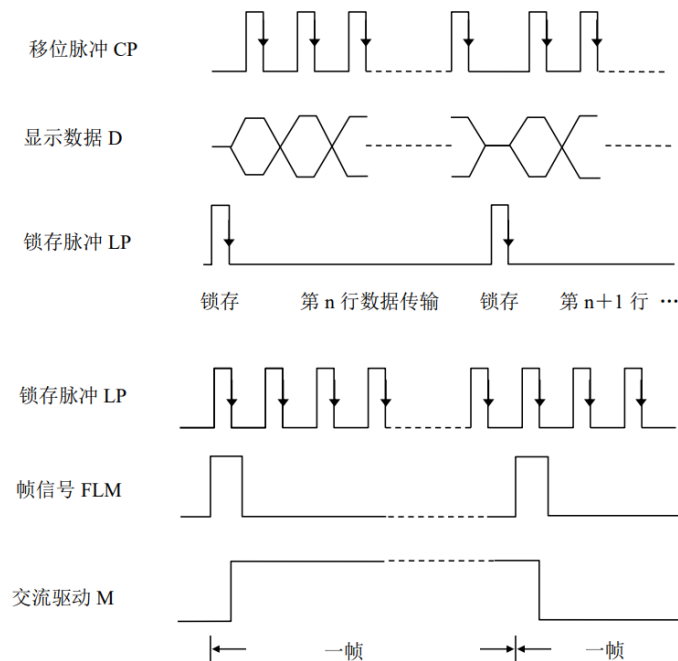 移位脉冲 CP
显示数据 D
锁存脉冲 LP
锁存 第 n 行数据传输 锁存 第 n＋1 行 …
锁存脉冲 LP
帧信号 FLM
交流驱动 M
一帧 一帧